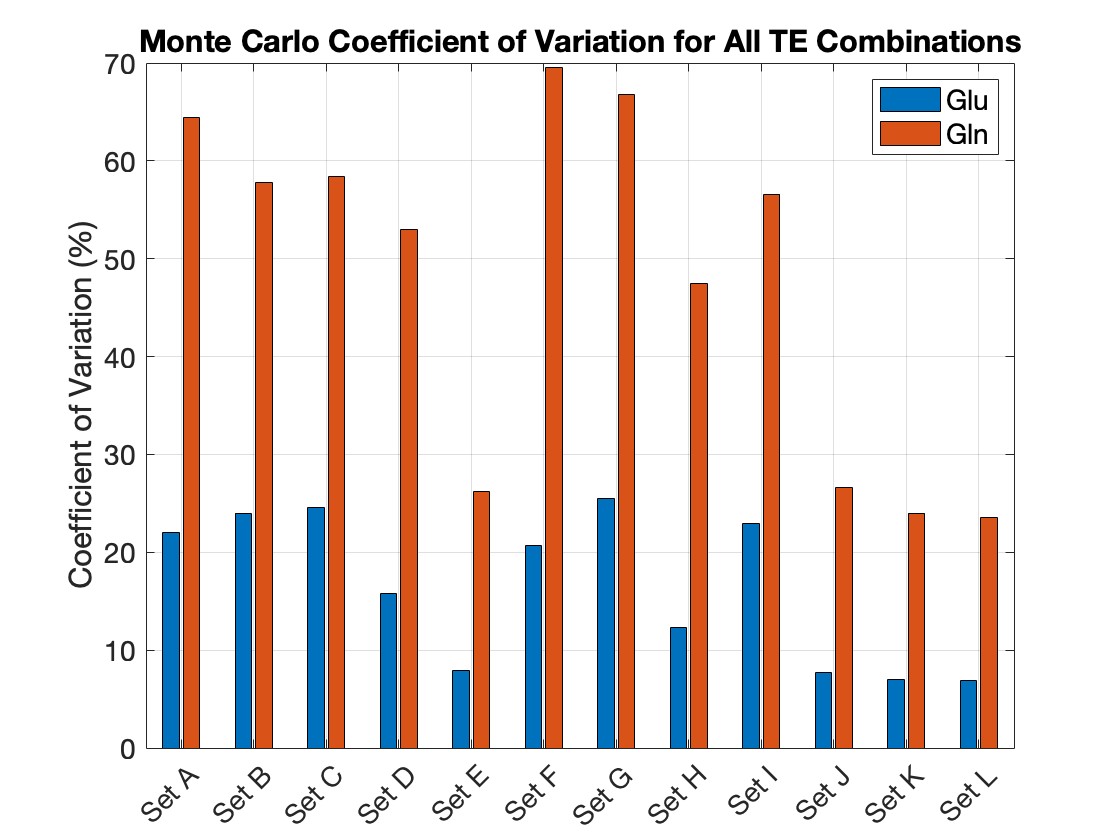 Monte Carlo Coefficient of Variation for All TE Combinations
Glu
Gln
Coefficient of Variation (%)
70
60
50
40
30
20
10
0
Set A
Set B
Set C
Set D
Set E
Set F
Set G
Set H
Set I
Set J
Set K
Set L